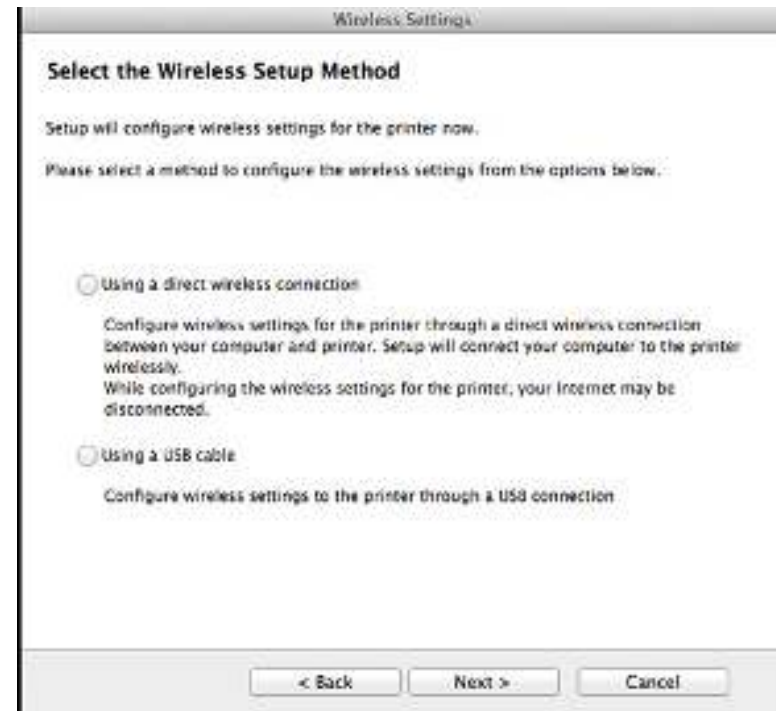 Wireless Settings
Select the Wireless Setup Method
Setup will configure wireless settings for the printer now.
Please select a method to configure the wireless settings from the options below.
Using a direct wireless connection
Configure wireless settings for the printer through a direct wireless connection
between your computer and printer. Setup will connect your computer to the printer
wirelessly.
While configuring the wireless settings for the printer, your Internet may be
disconnected.
Using a USB cable
Configure wireless settings to the printer through a USB connection
< Back
Next >
Cancel